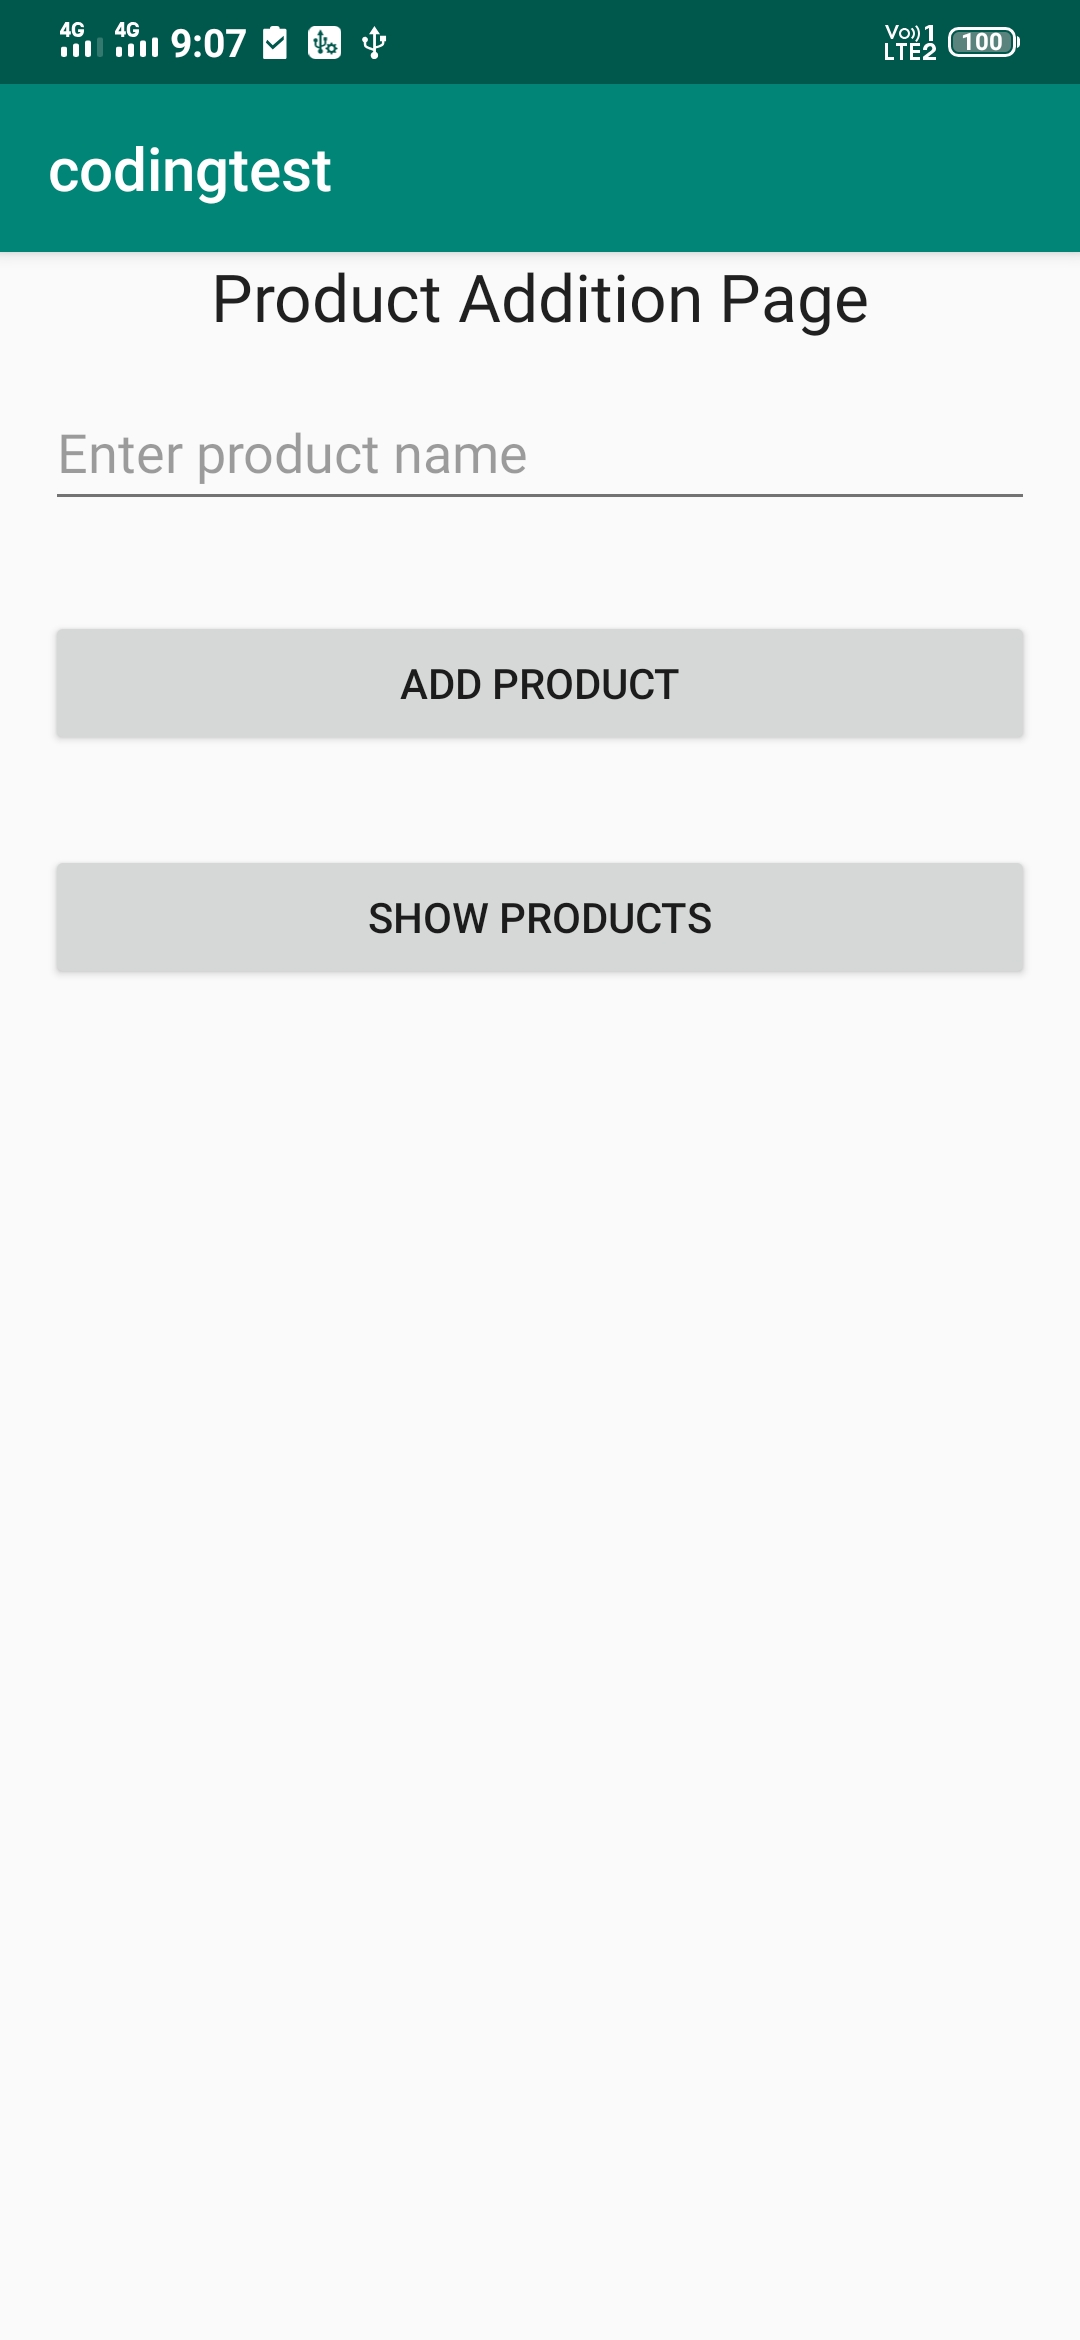 4G 4G 9:07 Vo)) 1 LTE2 100
codingtest
Product Addition Page
Enter product name
ADD PRODUCT
SHOW PRODUCTS